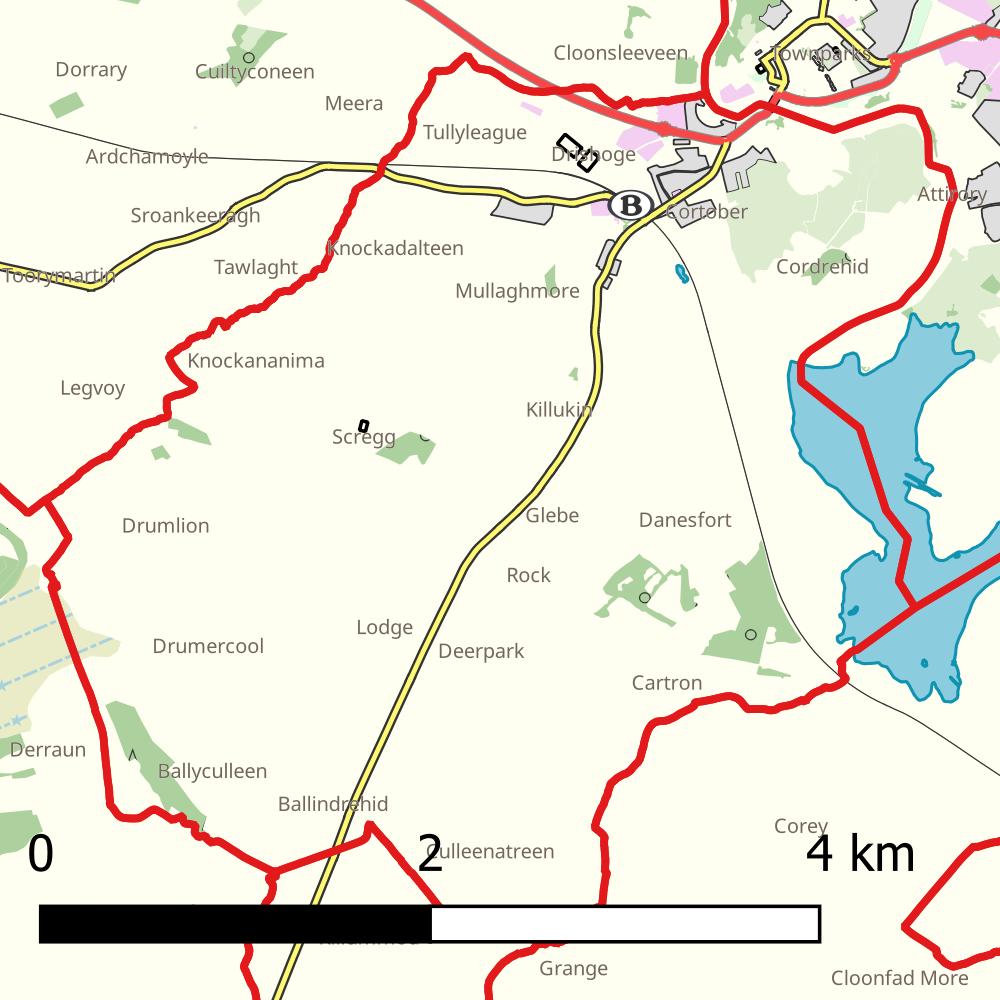 Cloonsleeveen
Townparks
Dorrary
Cuiltyconeen
Meera
Tullyleague
Ardchamoyle
Drishoge
Attirory
B
Cortober
Sroankeeragh
Knockadalteen
Tawlaght
Cordrehid
Toorymartin
Mullaghmore
Knockananima
Legvoy
Killukin
Scregg
Glebe
Danesfort
Drumlion
Rock
Lodge
Drumercool
Deerpark
Cartron
Derraun
Ballyculleen
Ballindrehid
Corey
0 2 4 km
Culleenatreen
Grange
Cloonfad More